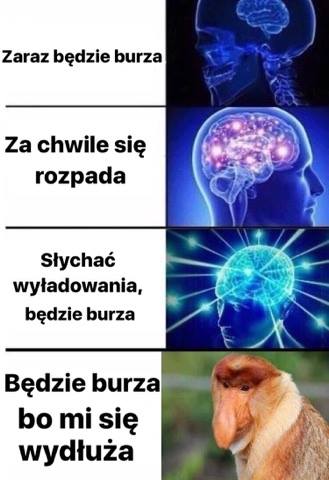 Zaraz będzie burza
Za chwile się
rozpada
Słychać
wyładowania,
będzie burza
Będzie burza
bo mi się
wydłuża